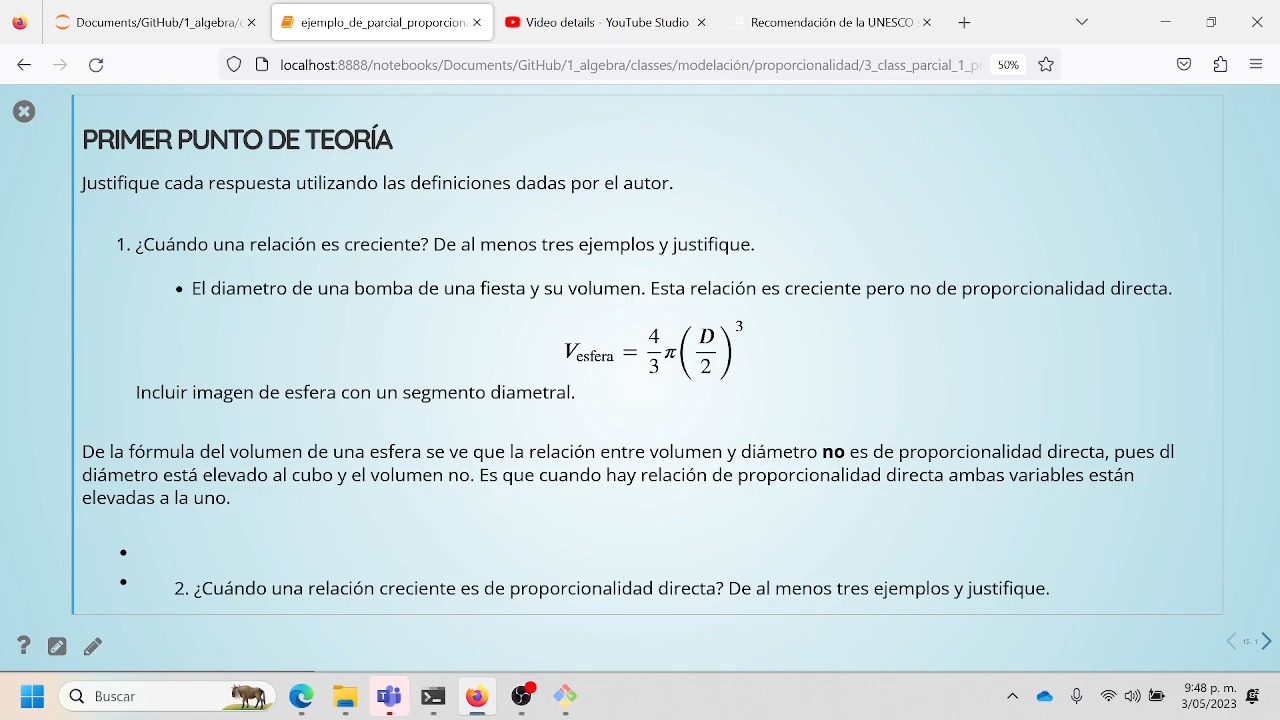 Documents/GitHub/1_algebra/c
ejemplo_de_parcial_proporcion
Video details - YouTube Studio
Recomendación de la UNESCO
localhost:8888/notebooks/Documents/GitHub/1_algebra/classes/modelación/proporcionalidad/3_class_parcial_1_pr
50%
PRIMER PUNTO DE TEORÍA
Justifique cada respuesta utilizando las definiciones dadas por el autor.
1. ¿Cuándo una relación es creciente? De al menos tres ejemplos y justifique.
• El diametro de una bomba de una fiesta y su volumen. Esta relación es creciente pero no de proporcionalidad directa.
V_esfera = 4/3 π (D/2)^3
Incluir imagen de esfera con un segmento diametral.
De la fórmula del volumen de una esfera se ve que la relación entre volumen y diámetro no es de proporcionalidad directa, pues dl
diámetro está elevado al cubo y el volumen no. Es que cuando hay relación de proporcionalidad directa ambas variables están
elevadas a la uno.
•
•
2. ¿Cuándo una relación creciente es de proporcionalidad directa? De al menos tres ejemplos y justifique.
15.1
Buscar
9:48 p. m.
3/05/2023